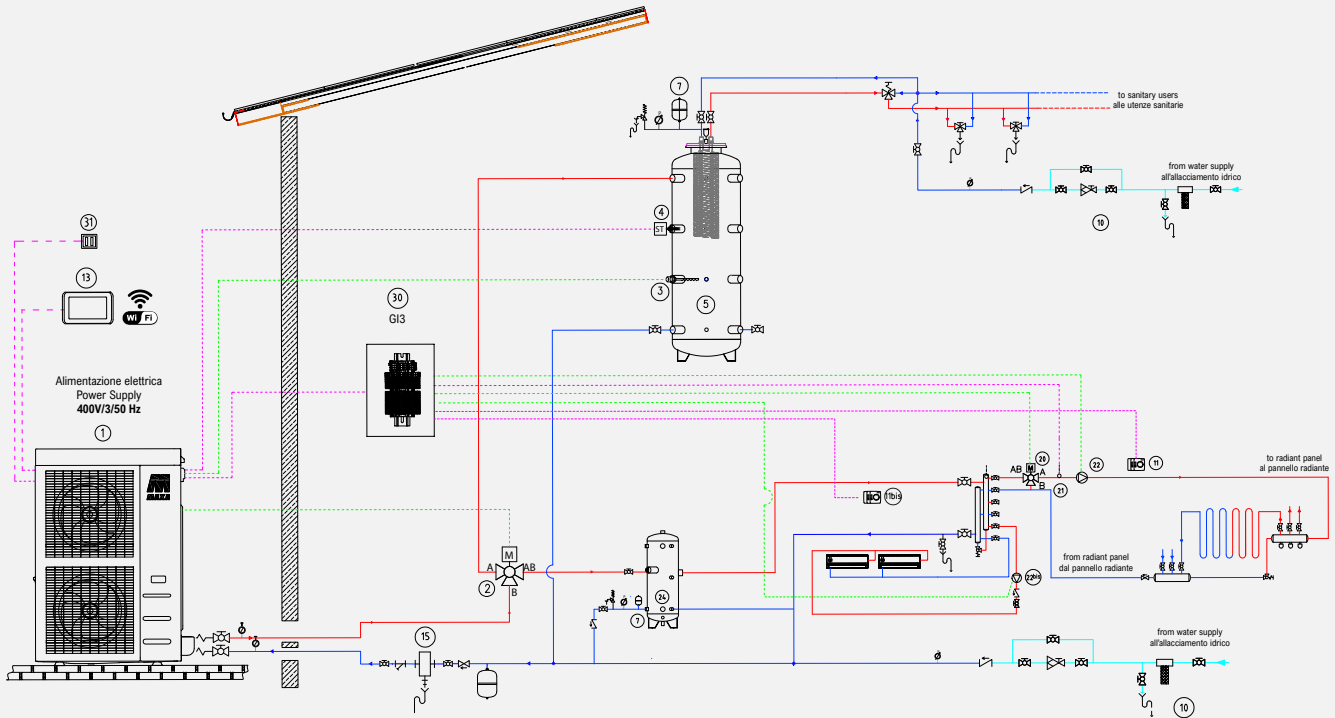 7
to sanitary users
alle utenze sanitarie
from water supply
all'allacciamento idrico
10
4
ST
31
13
Wi Fi
3
5
30
GI3
Alimentazione elettrica
Power Supply
400V/3/50 Hz
1
MAXA
M
A
AB
2
B
24
7
15
11bis
20
M
AB
A
B
21
22
11
22bis
to radiant panel
al pannello radiante
from radiant panel
dal pannello radiante
from water supply
all'allacciamento idrico
10